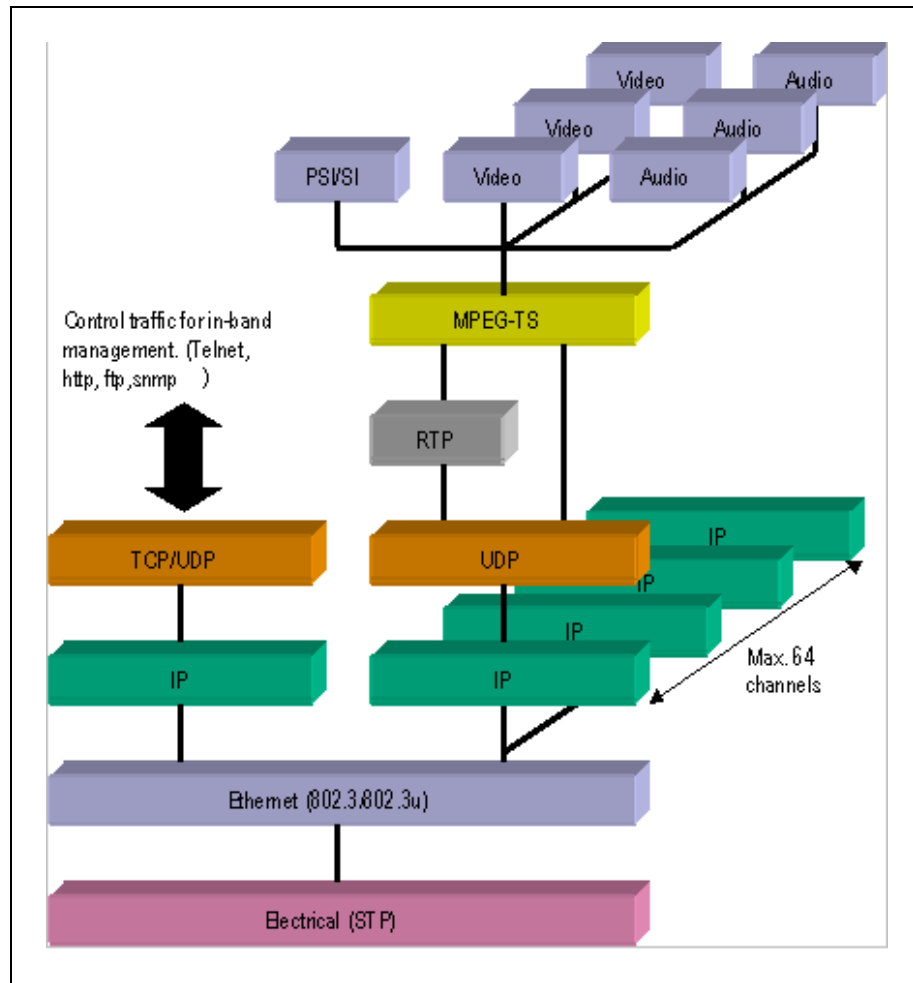 Video
Audio
Video
Audio
PSI/SI
Video
Audio
MPEG-TS
Control traffic for in-band
management. (Telnet,
http, ftp,snmp )
RTP
IP
TCP/UDP
UDP
IP
IP
IP
IP
Max. 64
channels
Ethernet (802.3/802.3u)
Electrical (STP)